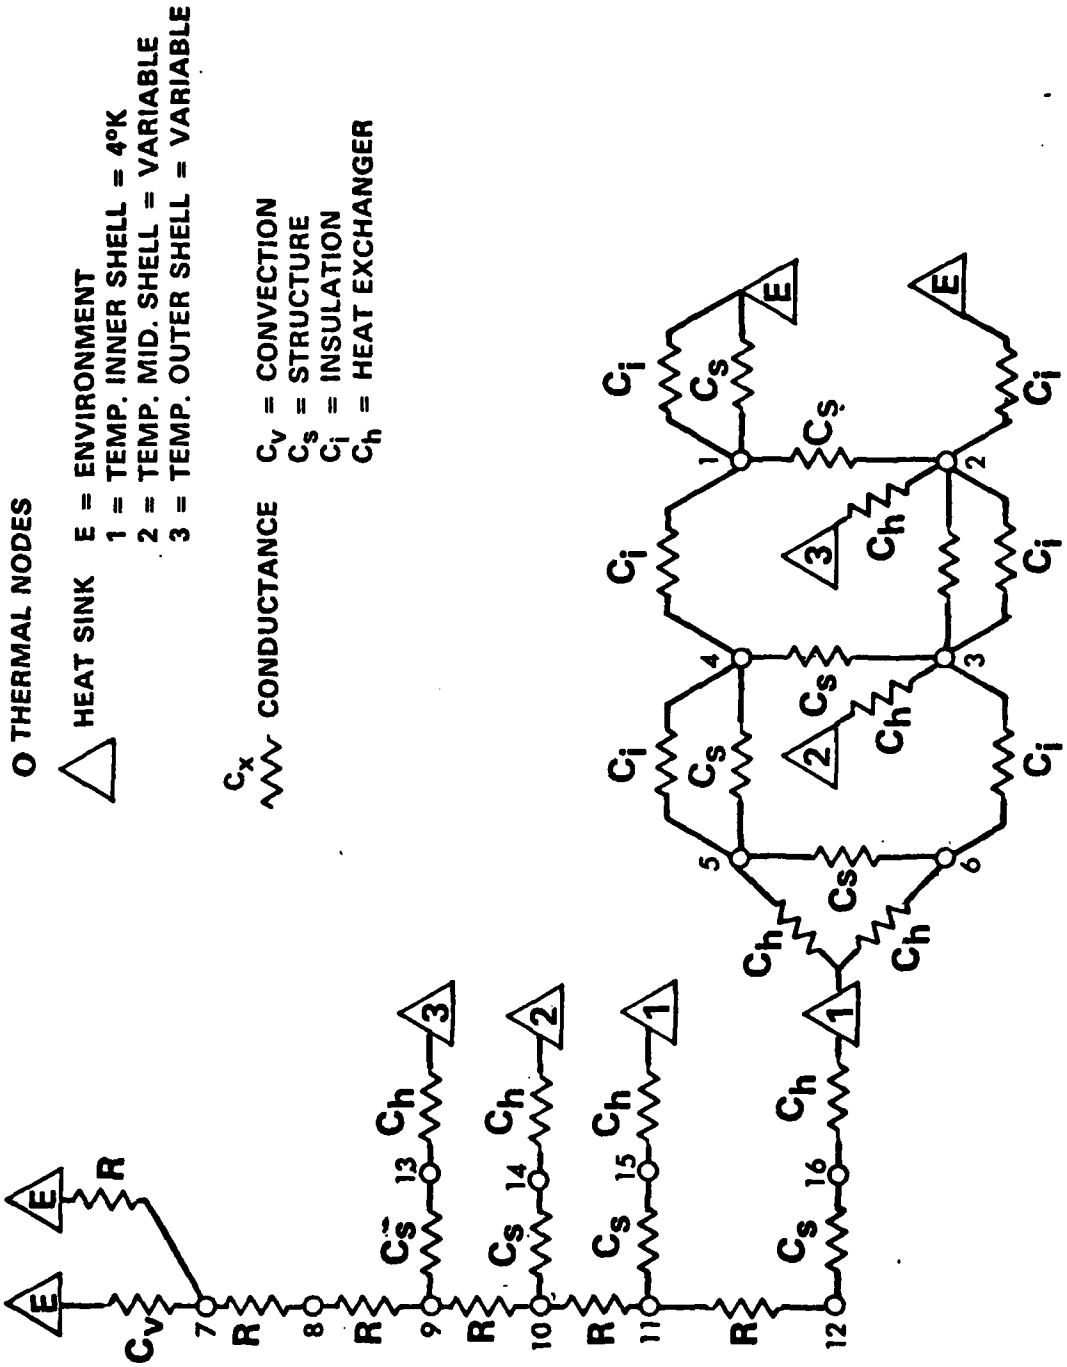 O THERMAL NODES
HEAT SINK E = ENVIRONMENT
1 = TEMP. INNER SHELL = 4°K
2 = TEMP. MID. SHELL = VARIABLE
3 = TEMP. OUTER SHELL = VARIABLE
Cx
CONDUCTANCE Cv = CONVECTION
Cs = STRUCTURE
Ci = INSULATION
Ch = HEAT EXCHANGER
E
E
Cv
R
7
R
8
R
9
Cs
13
Ch
3
R
10
Cs
14
Ch
2
R
11
Cs
15
Ch
1
R
12
Cs
16
Ch
1
Ch
Ch
5
Cs
6
Ci
Cs
2
Ch
Ci
4
Cs
3
Ci
3
Ch
Ci
1
Cs
2
Ci
Cs
E
Ci
E